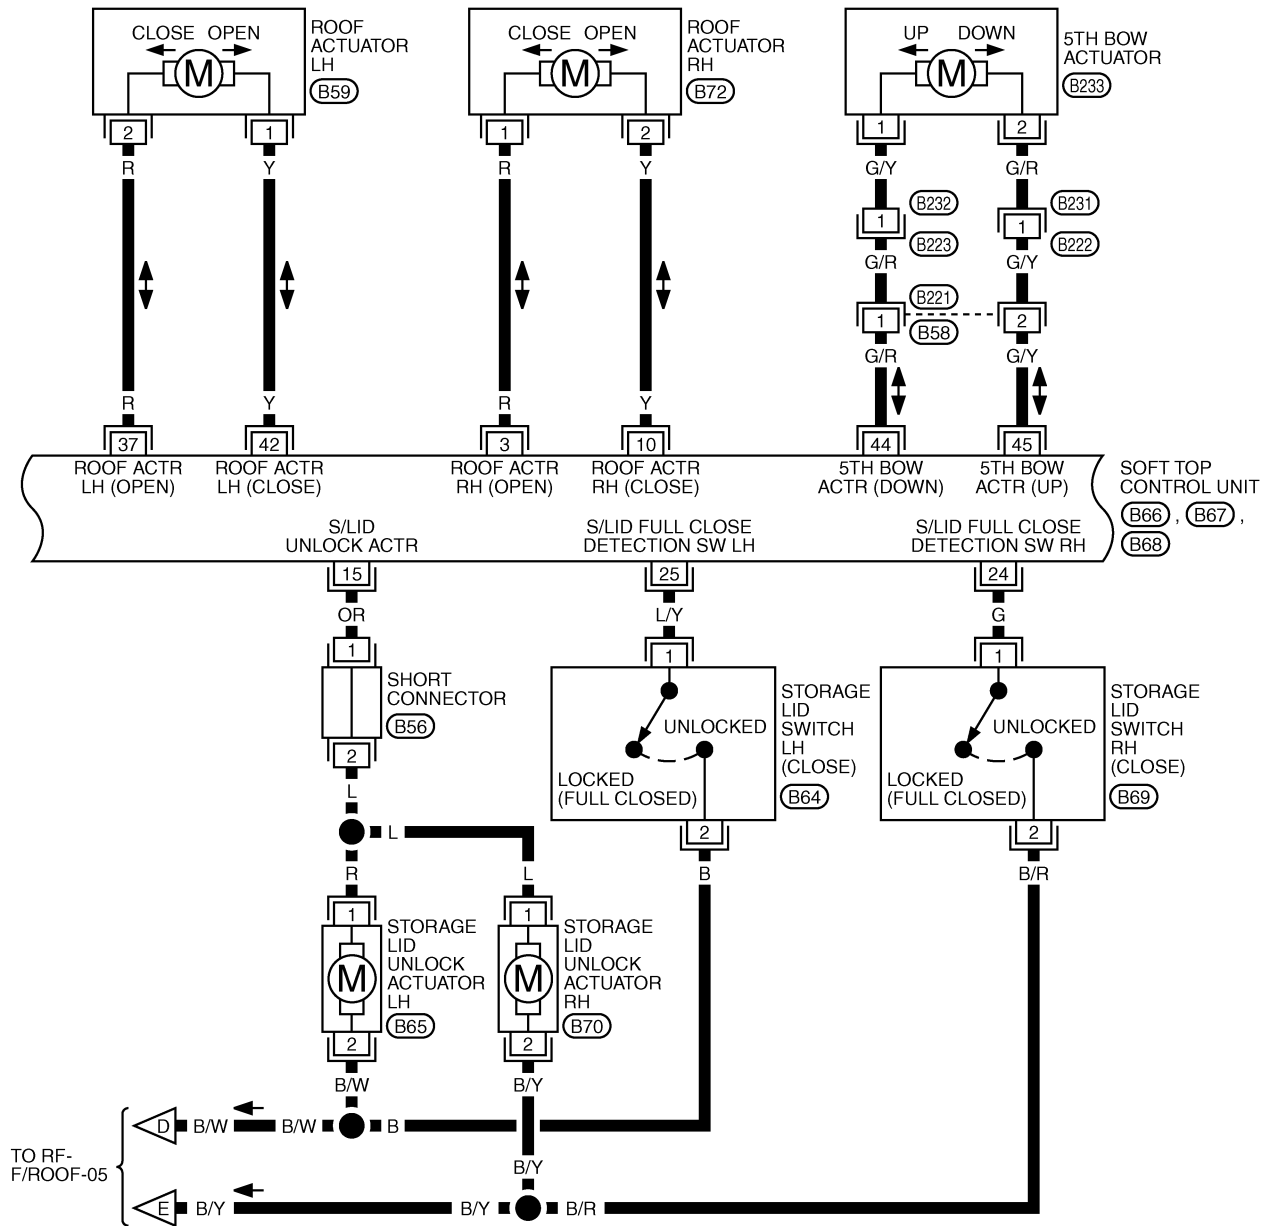 CLOSE OPEN
M
ROOF
ACTUATOR
LH
B59
CLOSE OPEN
M
ROOF
ACTUATOR
RH
B72
UP DOWN
M
5TH BOW
ACTUATOR
B233
2 1 1 2 1 2
R Y R Y G/Y G/R
B232 B231
1 1
B223 B222
G/R G/Y
B221
1 2
B58
G/R G/Y
R Y R Y
37 42 3 10 44 45
ROOF ACTR
LH (OPEN)
ROOF ACTR
LH (CLOSE)
ROOF ACTR
RH (OPEN)
ROOF ACTR
RH (CLOSE)
5TH BOW
ACTR (DOWN)
5TH BOW
ACTR (UP)
SOFT TOP
CONTROL UNIT
B66 , B67 ,
B68
S/LID
UNLOCK ACTR
S/LID FULL CLOSE
DETECTION SW LH
S/LID FULL CLOSE
DETECTION SW RH
15 25 24
OR L/Y G
1 1 1
SHORT
CONNECTOR
B56
2
UNLOCKED
LOCKED
(FULL CLOSED)
STORAGE
LID
SWITCH
LH
(CLOSE)
B64
UNLOCKED
LOCKED
(FULL CLOSED)
STORAGE
LID
SWITCH
RH
(CLOSE)
B69
2 2
L
L
R L B B/R
1 1
M
STORAGE
LID
UNLOCK
ACTUATOR
LH
B65
M
STORAGE
LID
UNLOCK
ACTUATOR
RH
B70
2 2
B/W B/Y
D B/W B/W B
TO RF-
F/ROOF-05
B/Y
E B/Y B/Y B/R